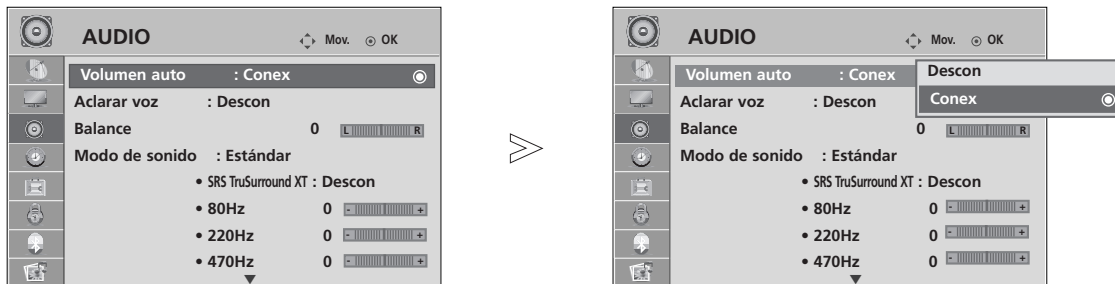 AUDIO Mov. OK
Volumen auto : Conex
Aclarar voz : Descon
Balance 0 L R
Modo de sonido : Estándar
• SRS TruSurround XT : Descon
• 80Hz 0 - +
• 220Hz 0 - +
• 470Hz 0 - +
AUDIO Mov. OK
Volumen auto : Conex
Descon
Conex
Aclarar voz : Descon
Balance 0 L R
Modo de sonido : Estándar
• SRS TruSurround XT : Descon
• 80Hz 0 - +
• 220Hz 0 - +
• 470Hz 0 - +